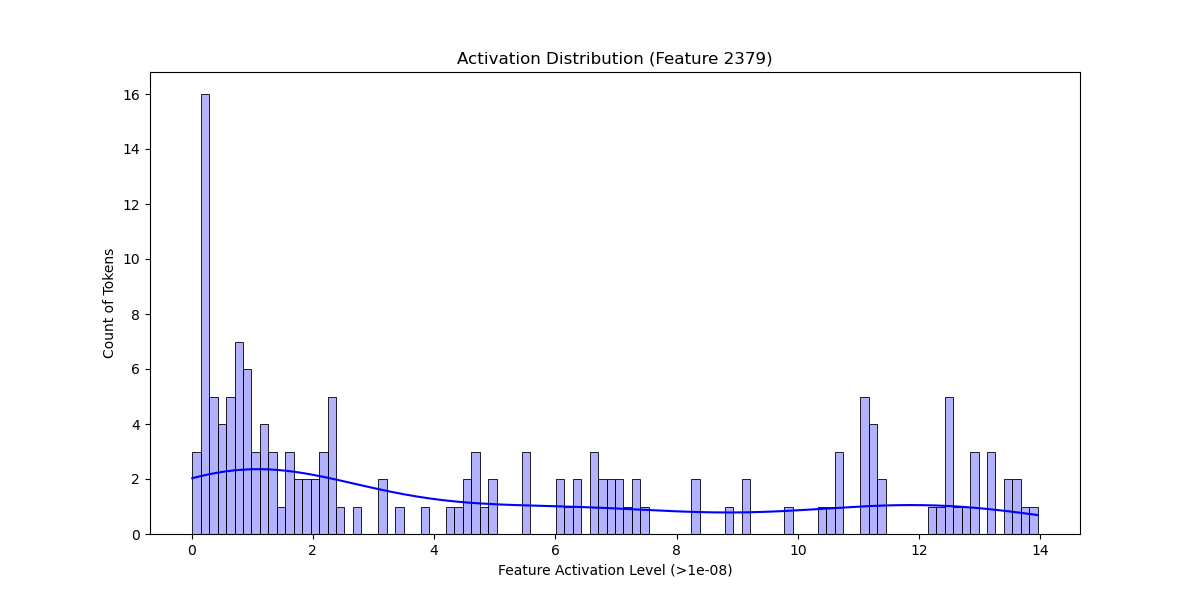 Activation Distribution (Feature 2379)
16
14
12
10
8
6
4
2
0
Count of Tokens
0 2 4 6 8 10 12 14
Feature Activation Level (>1e-08)